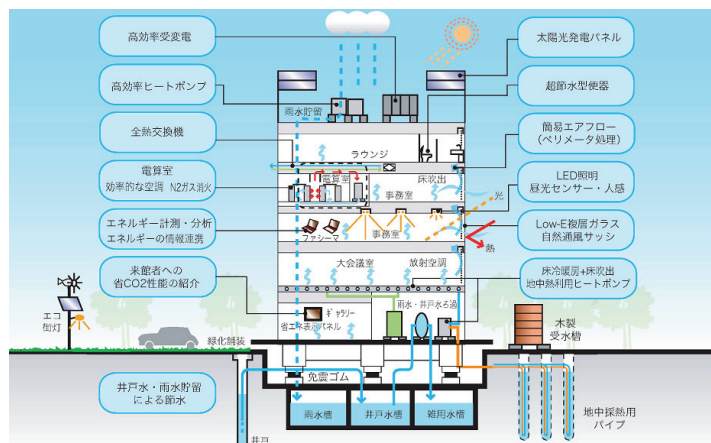 高効率受変電
高効率ヒートポンプ
全熱交換機
電算室
効率的な空調 N2ガス消火
エネルギー計測・分析
エネルギーの情報連携
来館者への
省CO2性能の紹介
井戸水・雨水貯留
による節水
太陽光発電パネル
超節水型便器
簡易エアフロー
(ペリメータ処理)
LED照明
昼光センサー・人感
Low-E複層ガラス
自然通風サッシ
床冷暖房+床吹出
地中熱利用ヒートポンプ
雨水貯留
ラウンジ
電算室
床吹出
事務室
光
ファシーマ
事務室
熱
大会議室
放射空調
雨水・井戸水ろ過
ギャラリー
省エネ表示パネル
エコ
街灯
緑化舗装
木製
受水槽
免震ゴム
雨水槽
井戸水槽
雑用水槽
井戸
地中採熱用
パイプ